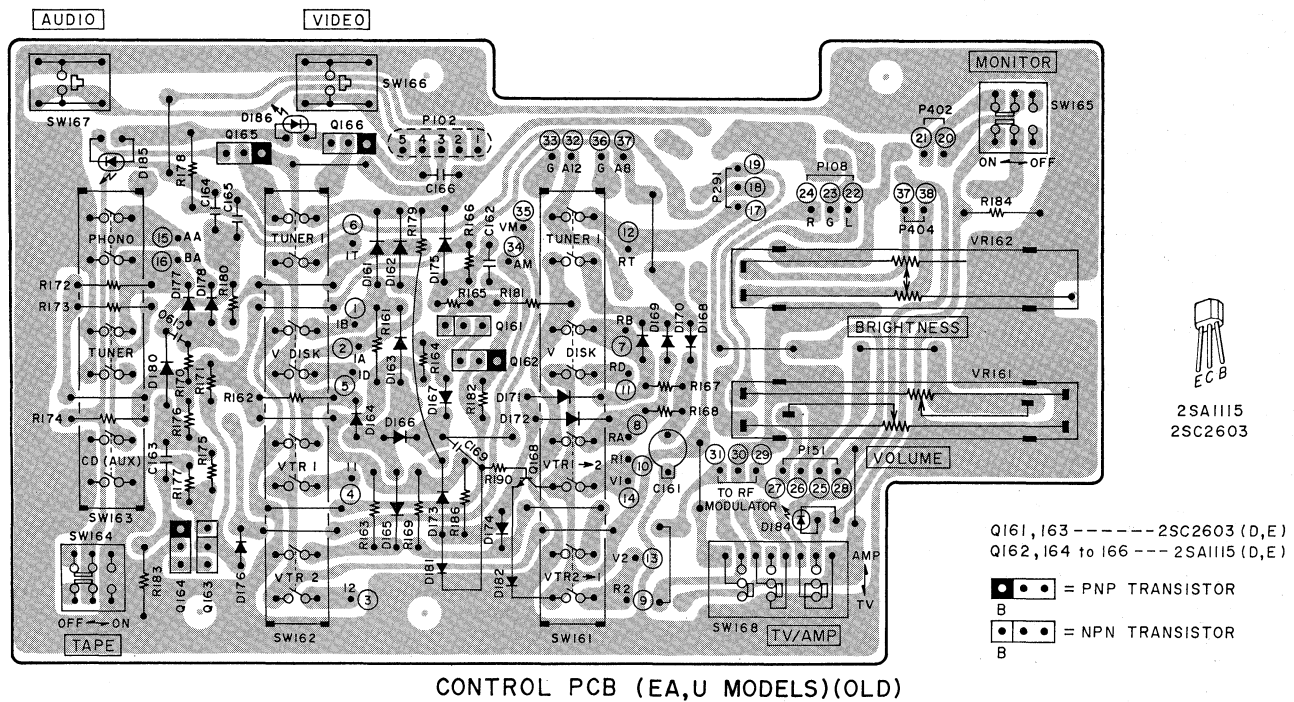 AUDIO
VIDEO
MONITOR
SW167
SW166
SW165
D186
Q165
Q166
P102
5 4 3 2 1
P402
21 20
ON OFF
D185
R178
C164
C165
C166
33 32 36 37
G A12 G A8
P291
19
18
17
P108
24 23 22
R G L
37 38
P404
R184
PHONO
15 AA
16 BA
TUNER 1
6
1T
D161
D162
R179
D175
R166
C162
35
VM
34
AM
TUNER 1
12
RT
VR162
R172
R173
D177
D178
R180
C190
TUNER
1
1B
2
1A
1D
5
V DISK
R161
D163
R165
R181
Q161
R164
Q162
V DISK
RB
7
RD
11
D169
D170
D168
BRIGHTNESS
VR161
D180
R170
R171
R176
R162
D167
R182
D171
D172
R167
R168
R174
C163
R175
R177
CD (AUX)
D164
D166
VTR 1
11
4
C169
R190
Q168
8
RA
VTR1→2
R1
10
V1
14
C161
31 30 29
TO RF
MODULATOR
P151
27 26 25 28
VOLUME
D184
SW163
SW164
R183
Q164
Q163
D176
R163
D165
R169
D173
R186
D174
D181
D182
VTR 2
12
3
VTR2→1
V2
13
R2
9
AMP
TV
SW168
TV/AMP
OFF ON
TAPE
SW162
SW161
E C B
2SA1115
2SC2603
Q161,163-------2SC2603(D,E)
Q162,164 to 166---2SA1115(D,E)
= PNP TRANSISTOR
B
= NPN TRANSISTOR
B
CONTROL PCB (EA,U MODELS)(OLD)